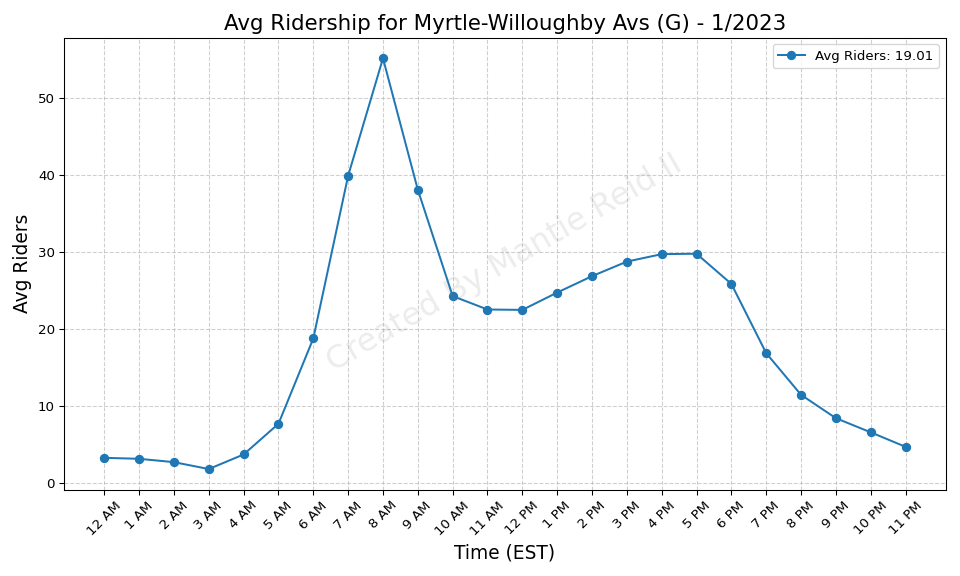 Avg Ridership for Myrtle-Willoughby Avs (G) - 1/2023
Avg Riders: 19.01
Avg Riders
50
40
30
20
10
0
Created By Mantle Reid II
12 AM
1 AM
2 AM
3 AM
4 AM
5 AM
6 AM
7 AM
8 AM
9 AM
10 AM
11 AM
12 PM
1 PM
2 PM
3 PM
4 PM
5 PM
6 PM
7 PM
8 PM
9 PM
10 PM
11 PM
Time (EST)